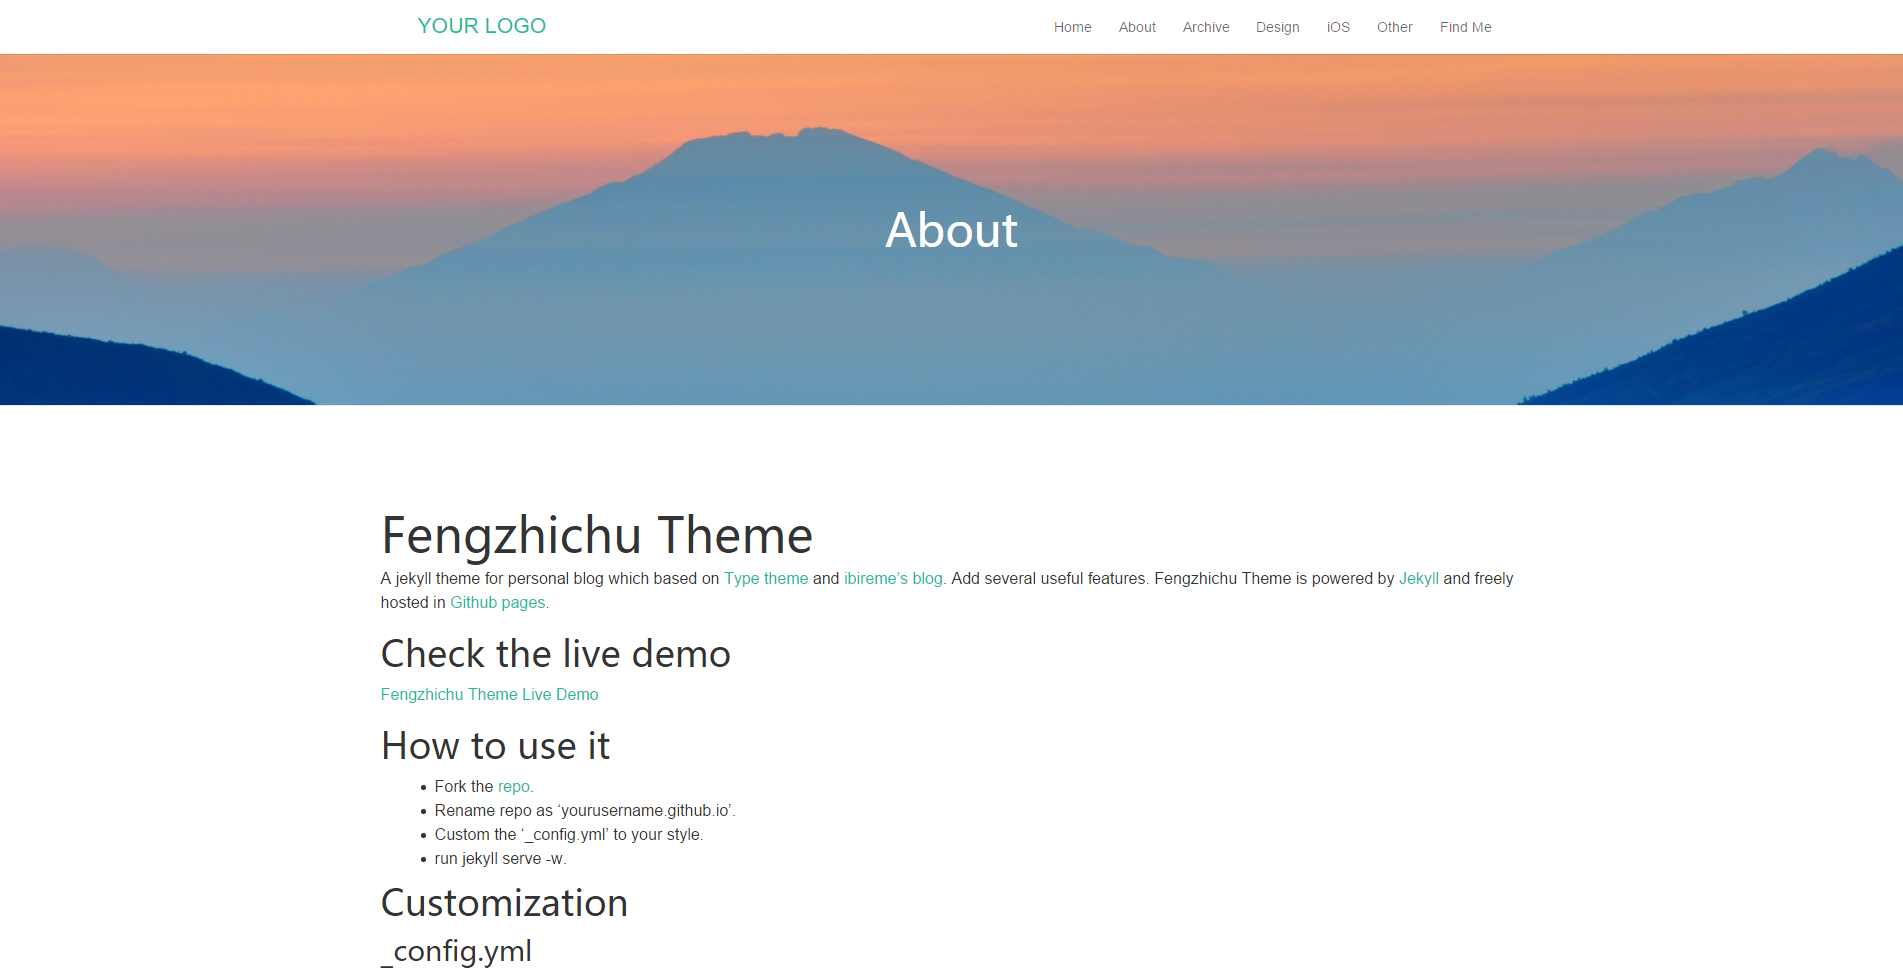 YOUR LOGO
Home About Archive Design iOS Other Find Me
About
Fengzhichu Theme
A jekyll theme for personal blog which based on Type theme and ibireme’s blog. Add several useful features. Fengzhichu Theme is powered by Jekyll and freely
hosted in Github pages.
Check the live demo
Fengzhichu Theme Live Demo
How to use it
• Fork the repo.
• Rename repo as ‘yourusername.github.io’.
• Custom the ‘_config.yml’ to your style.
• run jekyll serve -w.
Customization
_config.yml